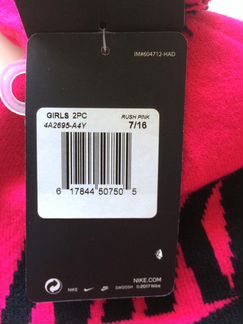 IM#604712-HAD
GIRLS 2PC
RUSH PINK
4A2695-A4Y
7/16
6 17844 50750 5
NIKE.COM
NIKE
SWOOSH
©2017 Nike